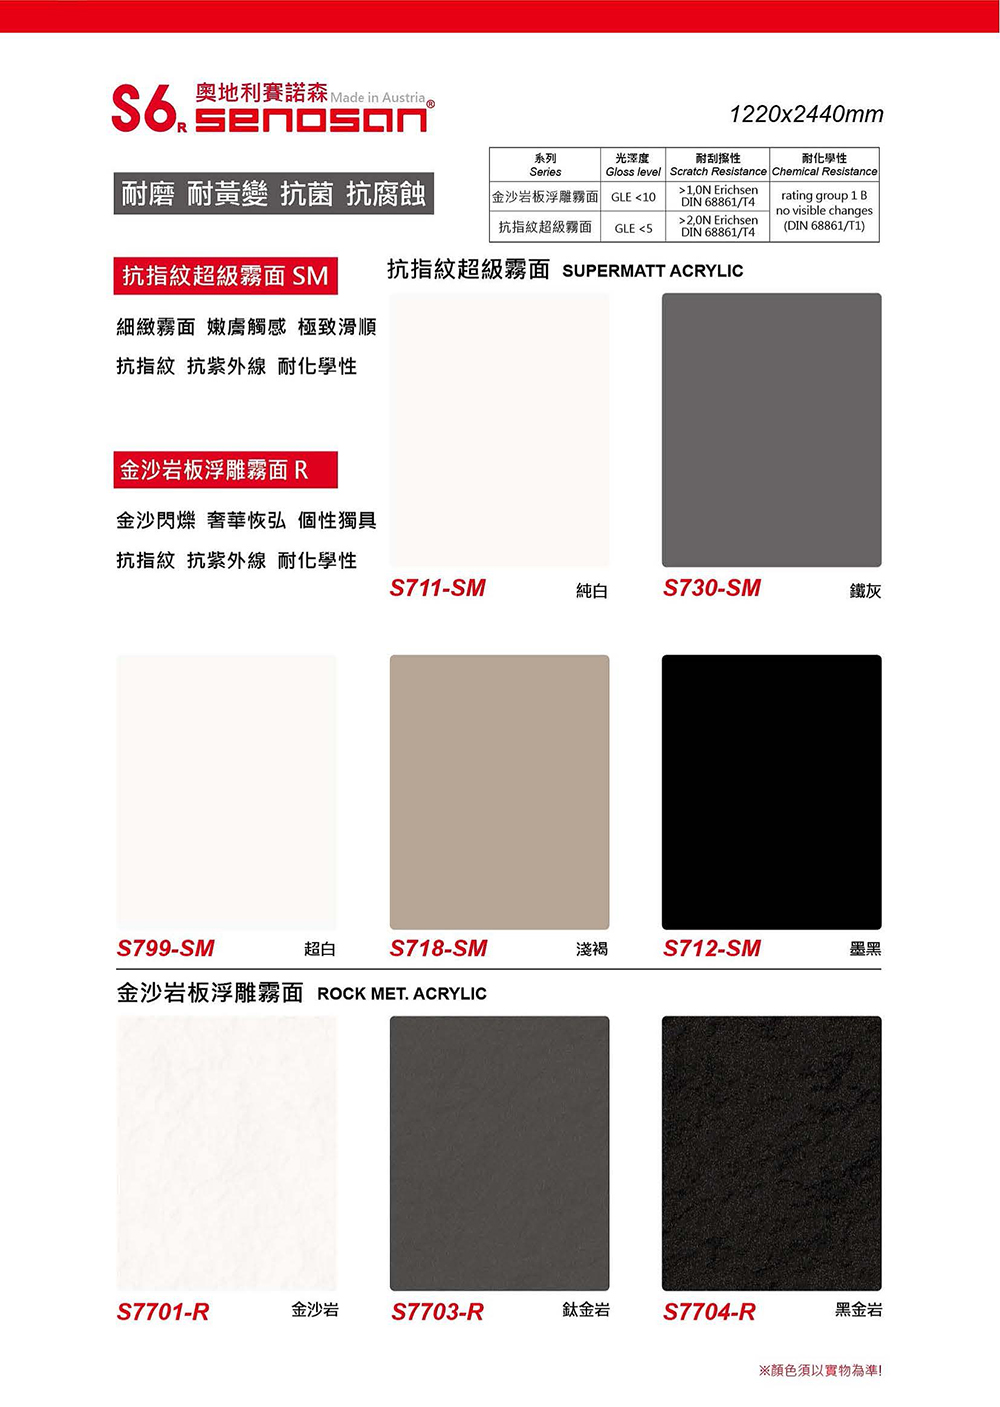 S6R 奧地利賽諾森 Made in Austria
senosan®
1220x2440mm
耐磨 耐黃變 抗菌 抗腐蝕
系列 光澤度 耐刮擦性 耐化學性
Series Gloss level Scratch Resistance Chemical Resistance
金沙岩板浮雕霧面 GLE <10 >1,0N Erichsen DIN 68861/T4
抗指紋超級霧面 GLE <5 >2,0N Erichsen DIN 68861/T4
rating group 1 B
no visible changes
(DIN 68861/T1)
抗指紋超級霧面 SM
細緻霧面 嫩膚觸感 極致滑順
抗指紋 抗紫外線 耐化學性
金沙岩板浮雕霧面 R
金沙閃爍 奢華恢弘 個性獨具
抗指紋 抗紫外線 耐化學性
抗指紋超級霧面 SUPERMATT ACRYLIC
S711-SM 純白
S730-SM 鐵灰
S799-SM 超白
S718-SM 淺褐
S712-SM 墨黑
金沙岩板浮雕霧面 ROCK MET. ACRYLIC
S7701-R 金沙岩
S7703-R 鈦金岩
S7704-R 黑金岩
※顏色須以實物為準!